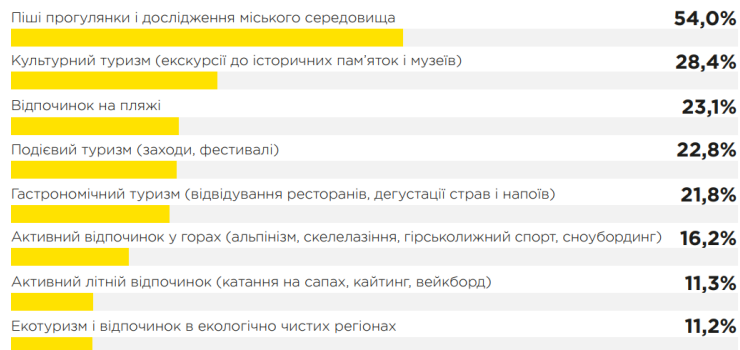 Піші прогулянки і дослідження міського середовища 54,0%
Культурний туризм (екскурсії до історичних пам’яток і музеїв) 28,4%
Відпочинок на пляжі 23,1%
Подієвий туризм (заходи, фестивалі) 22,8%
Гастрономічний туризм (відвідування ресторанів, дегустації страв і напоїв) 21,8%
Активний відпочинок у горах (альпінізм, скелелазіння, гірськолижний спорт, сноубординг) 16,2%
Активний літній відпочинок (катання на сапах, кайтинг, вейкборд) 11,3%
Екотуризм і відпочинок в екологічно чистих регіонах 11,2%